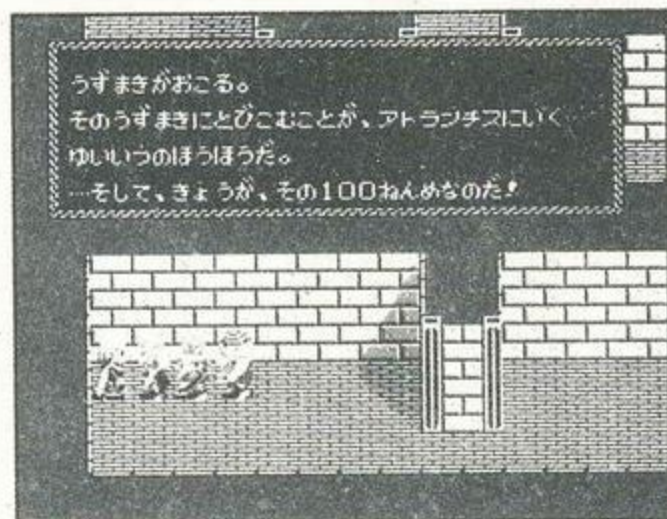 うずまきがおこる。
そのうずまきにとびこむことが、アトランチスにいく
ゆいいつのほうほうだ。
…そして、きょうが、その100ねんめなのだ!